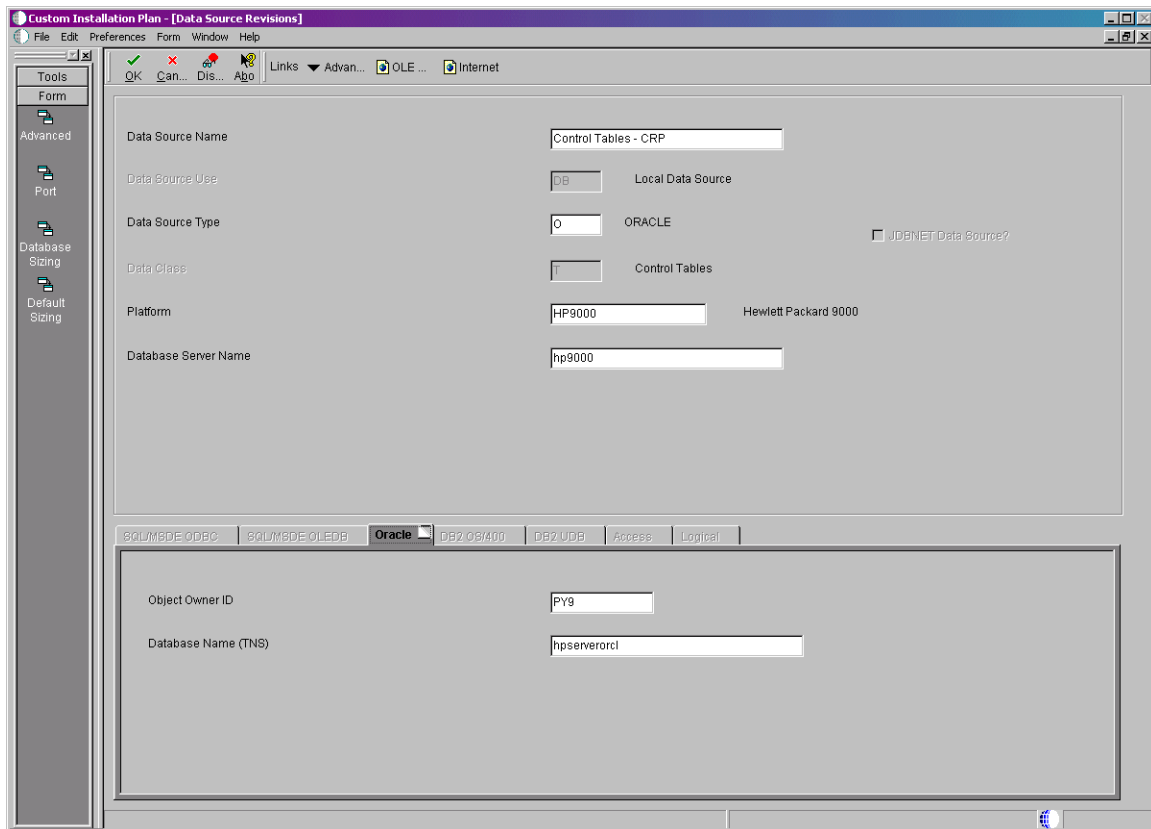 Custom Installation Plan - [Data Source Revisions]
File Edit Preferences Form Window Help
OK Can... Dis... Abo Links Advan... OLE ... Internet
Tools
Form
Advanced
Port
Database
Sizing
Default
Sizing
Data Source Name Control Tables - CRP
Data Source Use DB Local Data Source
Data Source Type O ORACLE
JDBNET Data Source?
Data Class T Control Tables
Platform HP9000 Hewlett Packard 9000
Database Server Name hp9000
SQL/MSDE ODBC SQL/MSDE OLEDB Oracle DB2 OS/400 DB2 UDB Access Logical
Object Owner ID PY9
Database Name (TNS) hpserverorcl